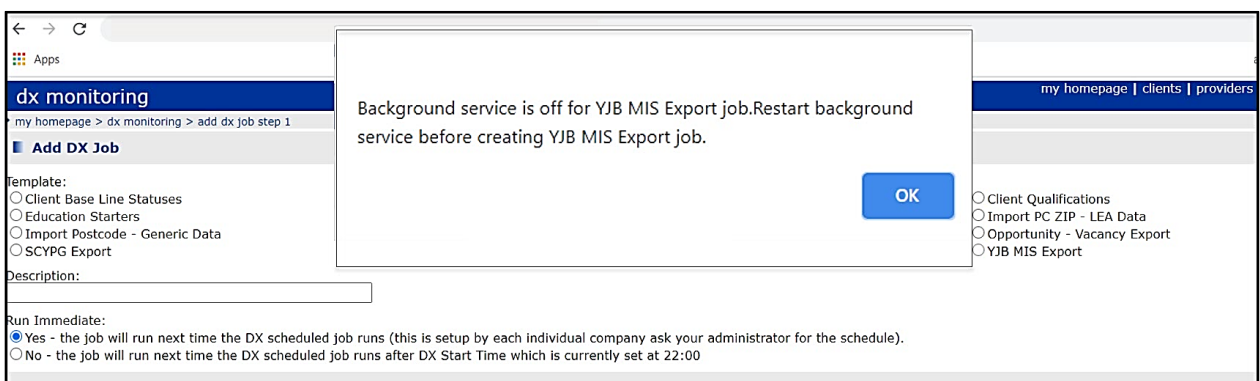 Apps
dx monitoring
my homepage | clients | providers
my homepage > dx monitoring > add dx job step 1
Add DX Job
Background service is off for YJB MIS Export job.Restart background
service before creating YJB MIS Export job.
OK
Template:
Client Base Line Statuses
Client Qualifications
Education Starters
Import PC ZIP - LEA Data
Import Postcode - Generic Data
Opportunity - Vacancy Export
SCYPG Export
YJB MIS Export
Description:
Run Immediate:
Yes - the job will run next time the DX scheduled job runs (this is setup by each individual company ask your administrator for the schedule).
No - the job will run next time the DX scheduled job runs after DX Start Time which is currently set at 22:00